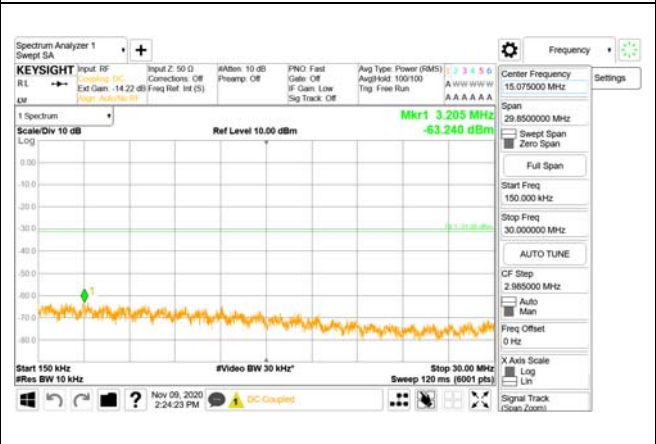 Spectrum Analyzer 1
Swept SA
+
Frequency
KEYSIGHT
RL
Input: RF
Coupling: DC
Ext Gain: -14.22 dB
Align: Auto/No RF
Input Z: 50 Ω
Corrections: Off
Freq Ref: Int (S)
#Atten: 10 dB
Preamp: Off
PNO: Fast
Gate: Off
IF Gain: Low
Sig Track: Off
Avg Type: Power (RMS)
Avg|Hold: 100/100
Trig: Free Run
1 2 3 4 5 6
A W W W W W
A A A A A A
Center Frequency
15.075000 MHz
Settings
1 Spectrum
Mkr1 3.205 MHz
Scale/Div 10 dB
Ref Level 10.00 dBm
-63.240 dBm
Log
Span
29.8500000 MHz
Swept Span
Zero Span
Full Span
Start Freq
150.000 kHz
Stop Freq
30.000000 MHz
AUTO TUNE
CF Step
2.985000 MHz
Auto
Man
Freq Offset
0 Hz
X Axis Scale
Log
Lin
Signal Track
(Span Zoom)
0.00
-10.0
-20.0
-30.0
-40.0
-50.0
-60.0
-70.0
-80.0
1
Start 150 kHz
#Video BW 30 kHz*
Stop 30.00 MHz
#Res BW 10 kHz
Sweep 120 ms (6001 pts)
?
Nov 09, 2020
2:24:23 PM
1
DC Coupled